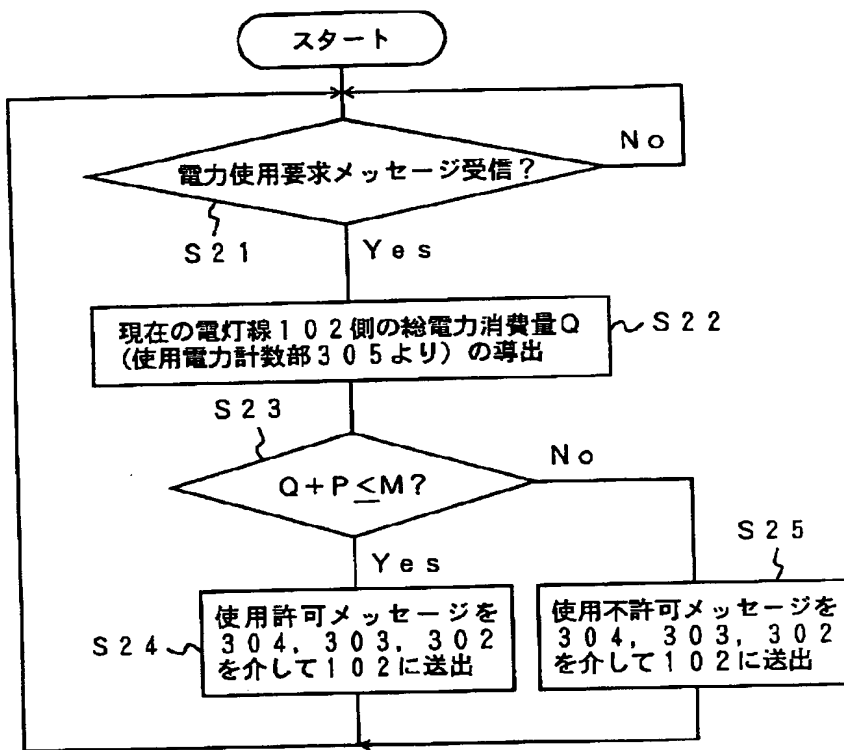 スタート
No
電力使用要求メッセージ受信？
S21
Yes
現在の電灯線102側の総電力消費量Q
（使用電力計数部305より）の導出
S22
S23
No
Q+P≦M？
S25
Yes
使用許可メッセージを
304，303，302
を介して102に送出
S24
使用不許可メッセージを
304，303，302
を介して102に送出